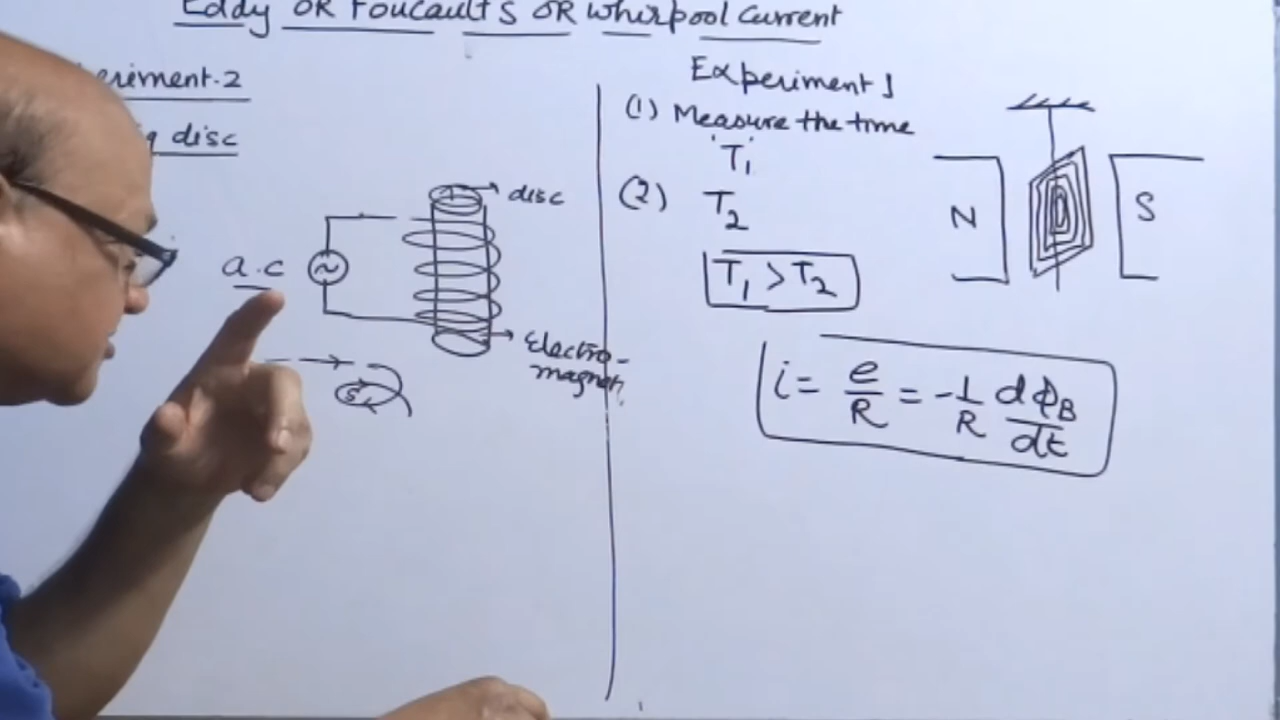 Eddy OR Foucault's OR Whirpool Current
eriment.2
g disc
disc
a.c
Electro-
magnet
S
Experiment 1
(1) Measure the time
'T₁'
(2) T₂
T₁ > T₂
N
S
i = e/R = -1/R dϕB/dt